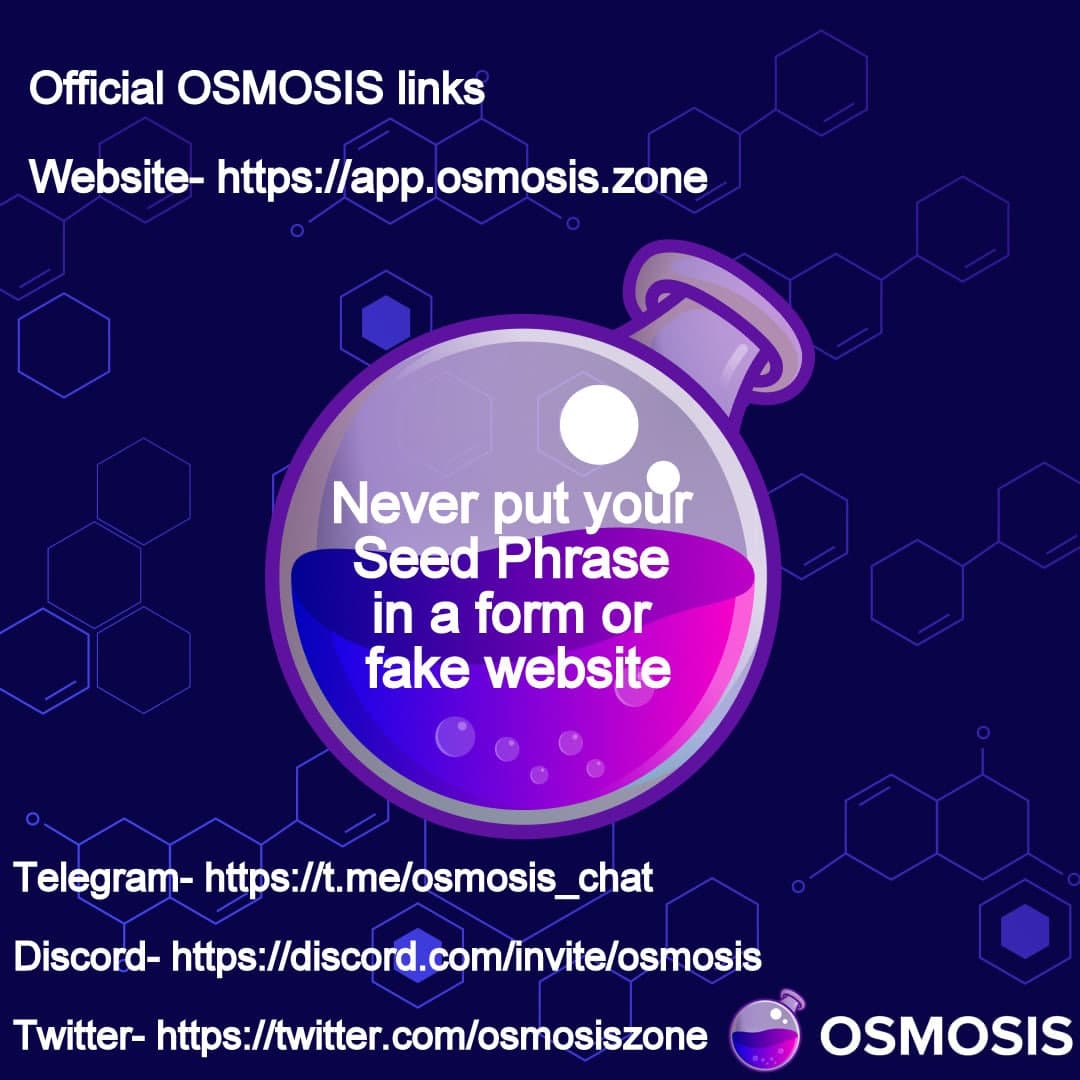 Official OSMOSIS links
Website- https://app.osmosis.zone
Never put your
Seed Phrase
in a form or
fake website
Telegram- https://t.me/osmosis_chat
Discord- https://discord.com/invite/osmosis
Twitter- https://twitter.com/osmosiszone
OSMOSIS